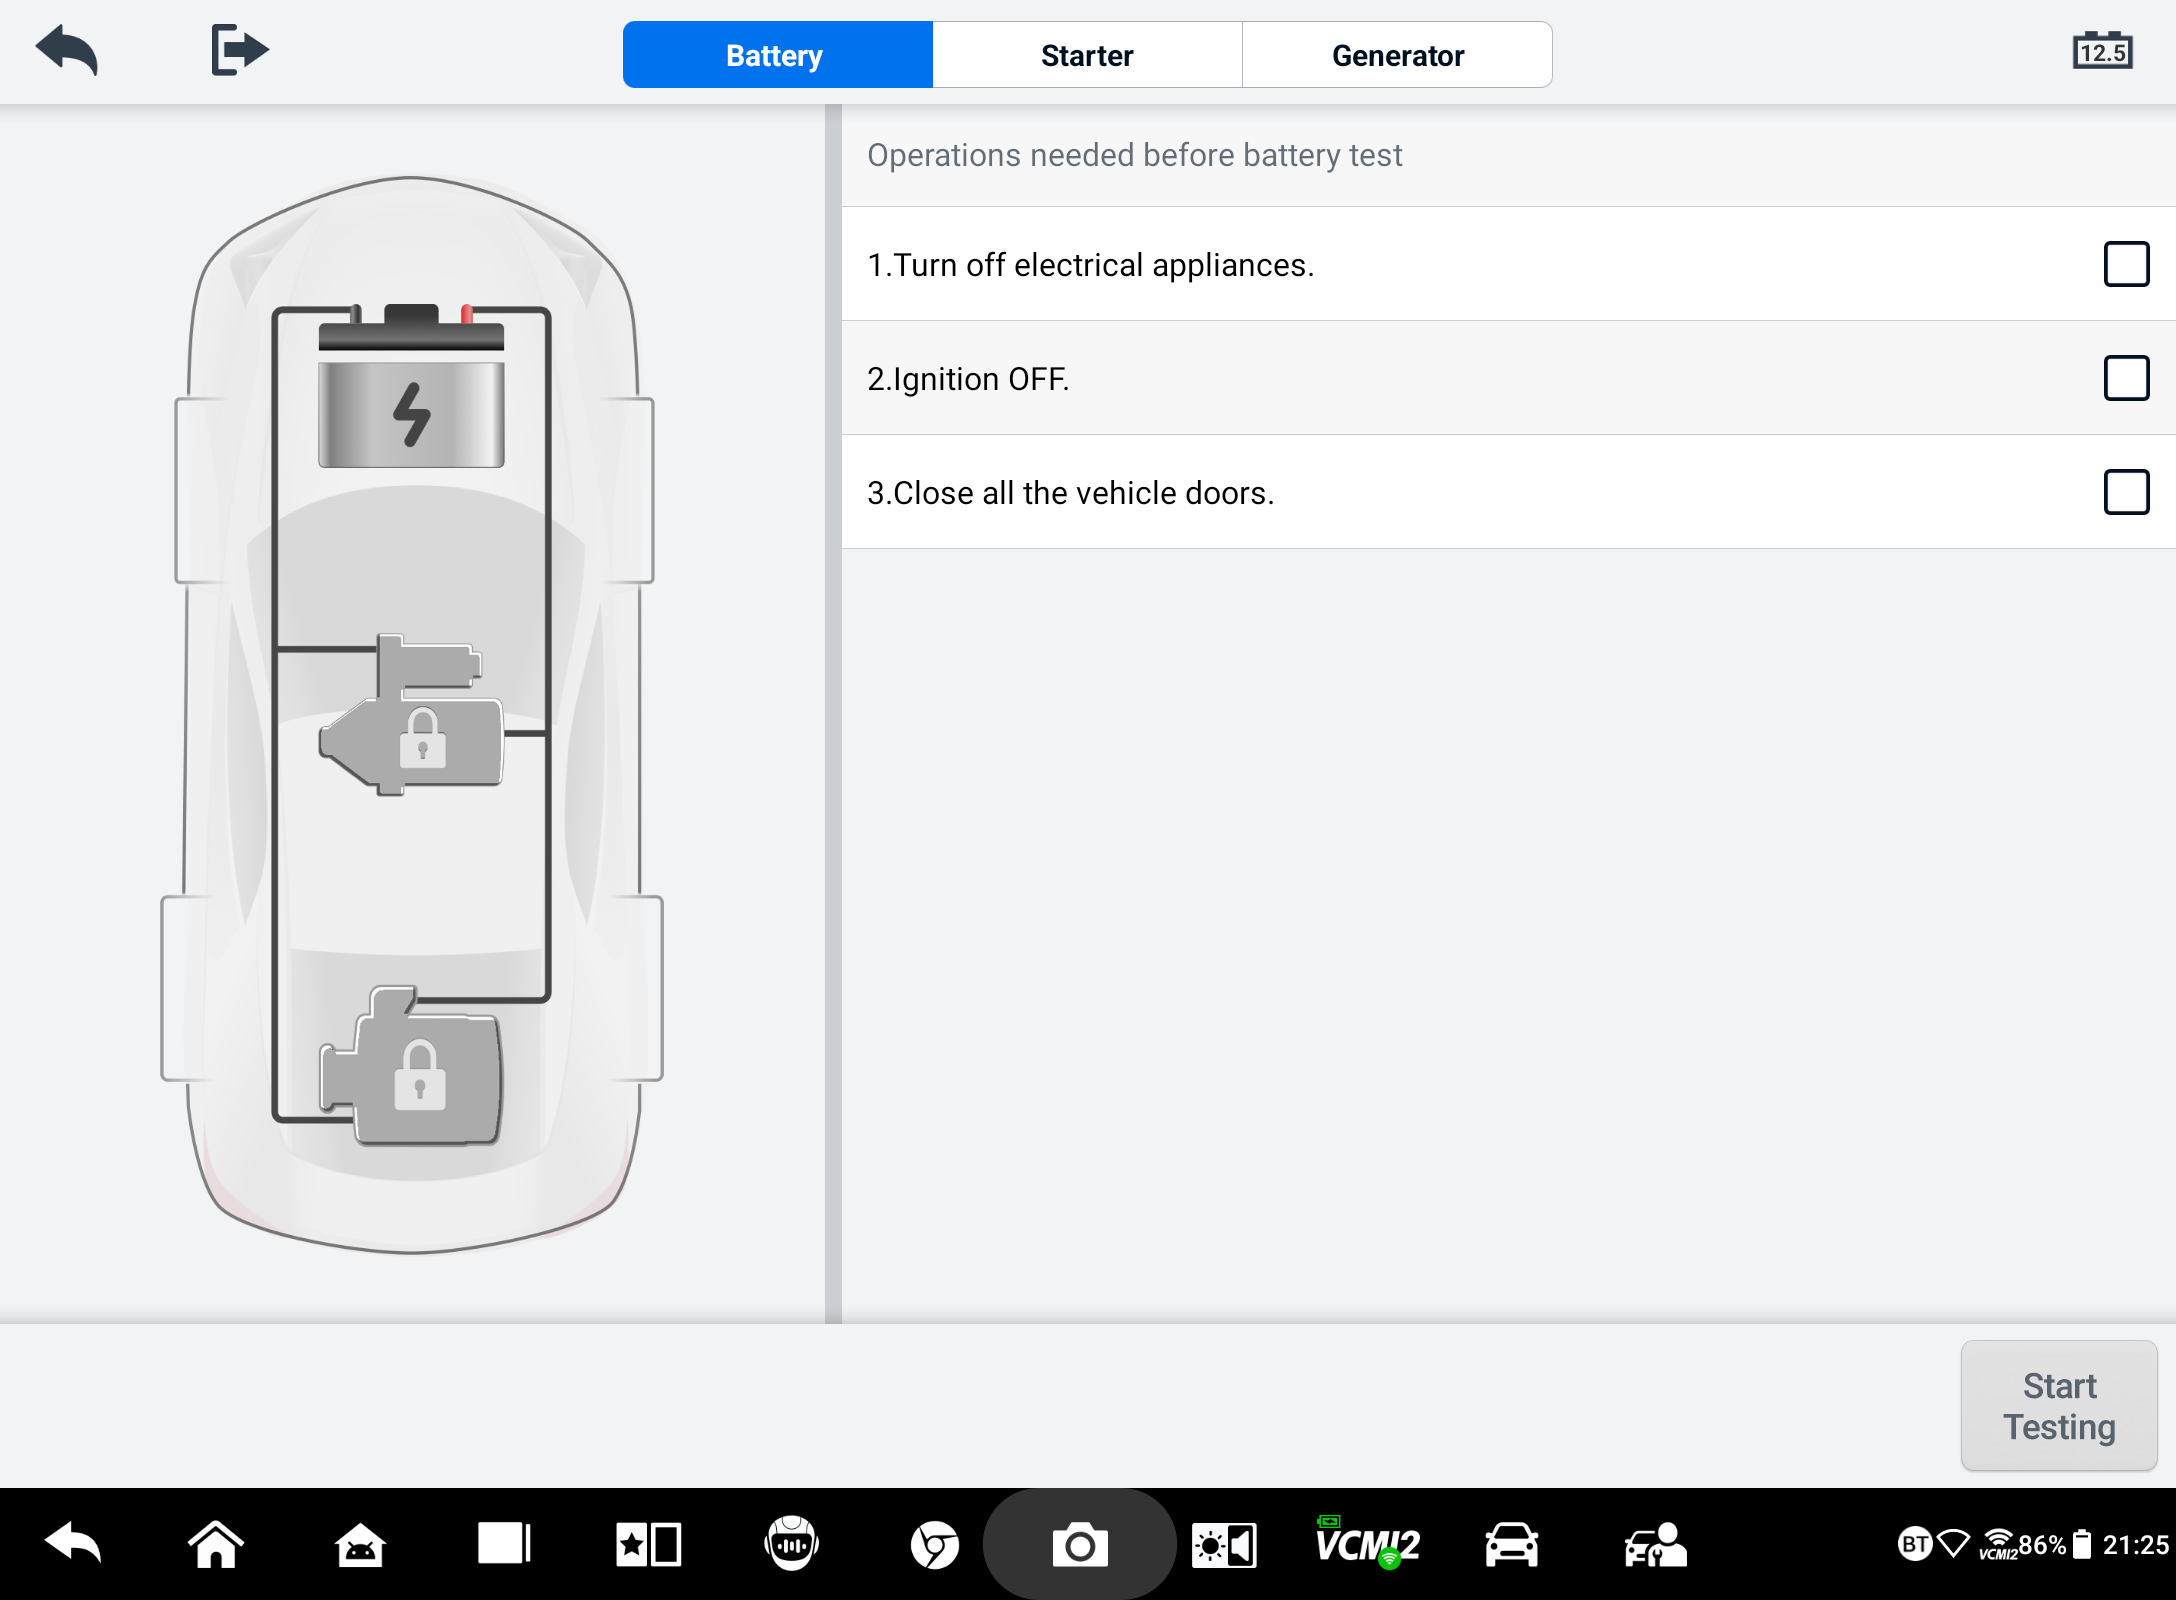 Battery
Starter
Generator
12.5
Operations needed before battery test
1.Turn off electrical appliances.
2.Ignition OFF.
3.Close all the vehicle doors.
Start
Testing
VCMI2
BT
VCMI2
86%
21:25